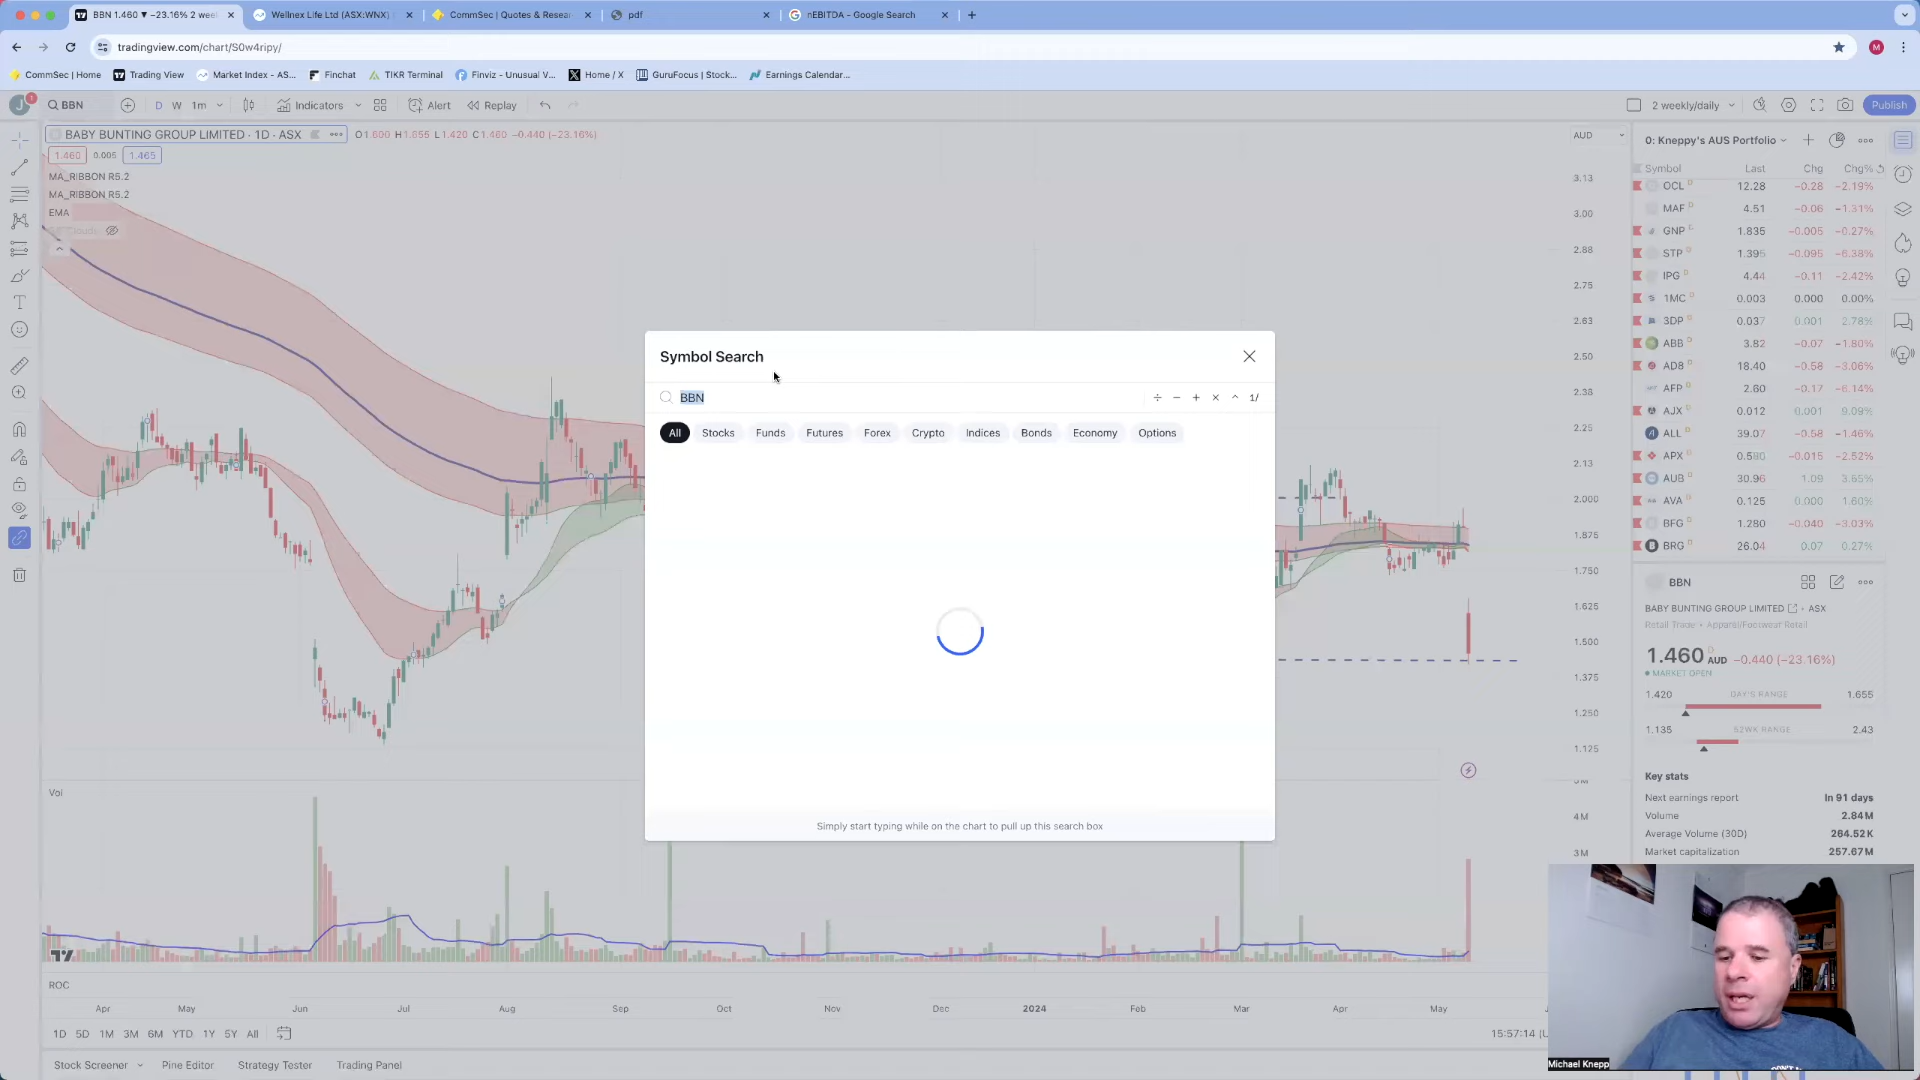 BBN 1.460 ▼ −23.16% 2 wee
Wellnex Life Ltd (ASX:WNX)
CommSec | Quotes & Resear
pdf
nEBITDA - Google Search
tradingview.com/chart/S0w4ripy/
M
CommSec | Home
Trading View
Market Index - AS...
Finchat
TIKR Terminal
Finviz - Unusual V...
Home / X
GuruFocus | Stock...
Earnings Calendar...
J 1
BBN
D W 1m
Indicators
Alert
Replay
2 weekly/daily
Publish
BABY BUNTING GROUP LIMITED · 1D · ASX
O1.600 H1.655 L1.420 C1.460 −0.440 (−23.16%)
AUD
1.460 0.005 1.465
MA_RIBBON R5.2
MA_RIBBON R5.2
EMA
3.13
3.00
2.88
2.75
2.63
2.50
2.38
2.25
2.13
2.000
1.875
1.750
1.625
1.500
1.375
1.250
1.125
4M
3M
Symbol Search
BBN
÷ − + × ^ 1/
All Stocks Funds Futures Forex Crypto Indices Bonds Economy Options
Simply start typing while on the chart to pull up this search box
Vol
ROC
Apr May Jun Jul Aug Sep Oct Nov Dec 2024 Feb Mar Apr May
1D 5D 1M 3M 6M YTD 1Y 5Y All
15:57:14 (U
Stock Screener
Pine Editor
Strategy Tester
Trading Panel
0: Kneppy's AUS Portfolio
Symbol Last Chg Chg%
OCL D 12.28 −0.28 −2.19%
MAF D 4.51 −0.06 −1.31%
GNP D 1.835 −0.005 −0.27%
STP D 1.395 −0.095 −6.38%
IPG D 4.44 −0.11 −2.42%
1MC D 0.003 0.000 0.00%
3DP D 0.037 0.001 2.78%
ABB D 3.82 −0.07 −1.80%
AD8 D 18.40 −0.58 −3.06%
AFP D 2.60 −0.17 −6.14%
AJX D 0.012 0.001 9.09%
ALL D 39.07 −0.58 −1.46%
APX D 0.580 −0.015 −2.52%
AUB D 30.96 1.09 3.65%
AVA D 0.125 0.000 1.60%
BFG D 1.280 −0.040 −3.03%
BRG D 26.04 0.07 0.27%
BBN
BABY BUNTING GROUP LIMITED · ASX
Retail Trade • Apparel/Footwear Retail
1.460 D AUD −0.440 (−23.16%)
MARKET OPEN
1.420 DAY'S RANGE 1.655
1.135 52WK RANGE 2.43
Key stats
Next earnings report In 91 days
Volume 2.84M
Average Volume (30D) 264.52K
Market capitalization 257.67M
Michael Knepp